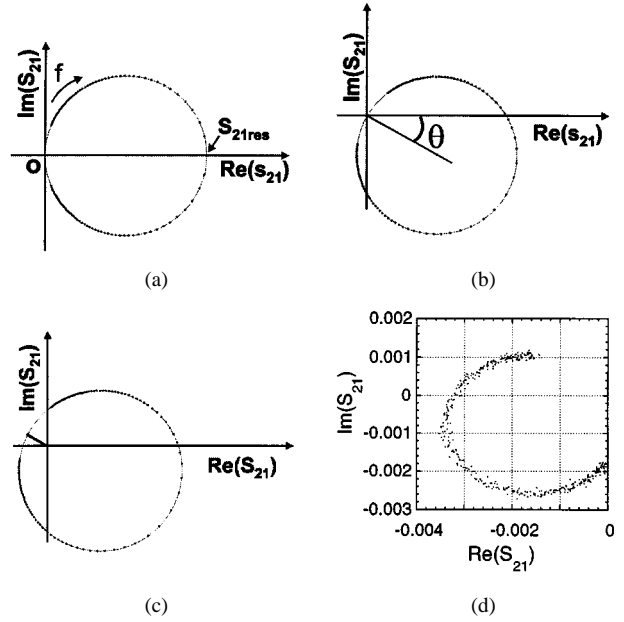 Im(S21)
f
S21res
O
Re(s21)
(a)
Im(S21)
θ
Re(s21)
(b)
Im(S21)
Re(S21)
(c)
0.002
0.001
0
-0.001
-0.002
-0.003
Im(S21)
-0.004
-0.002
0
Re(S21)
(d)